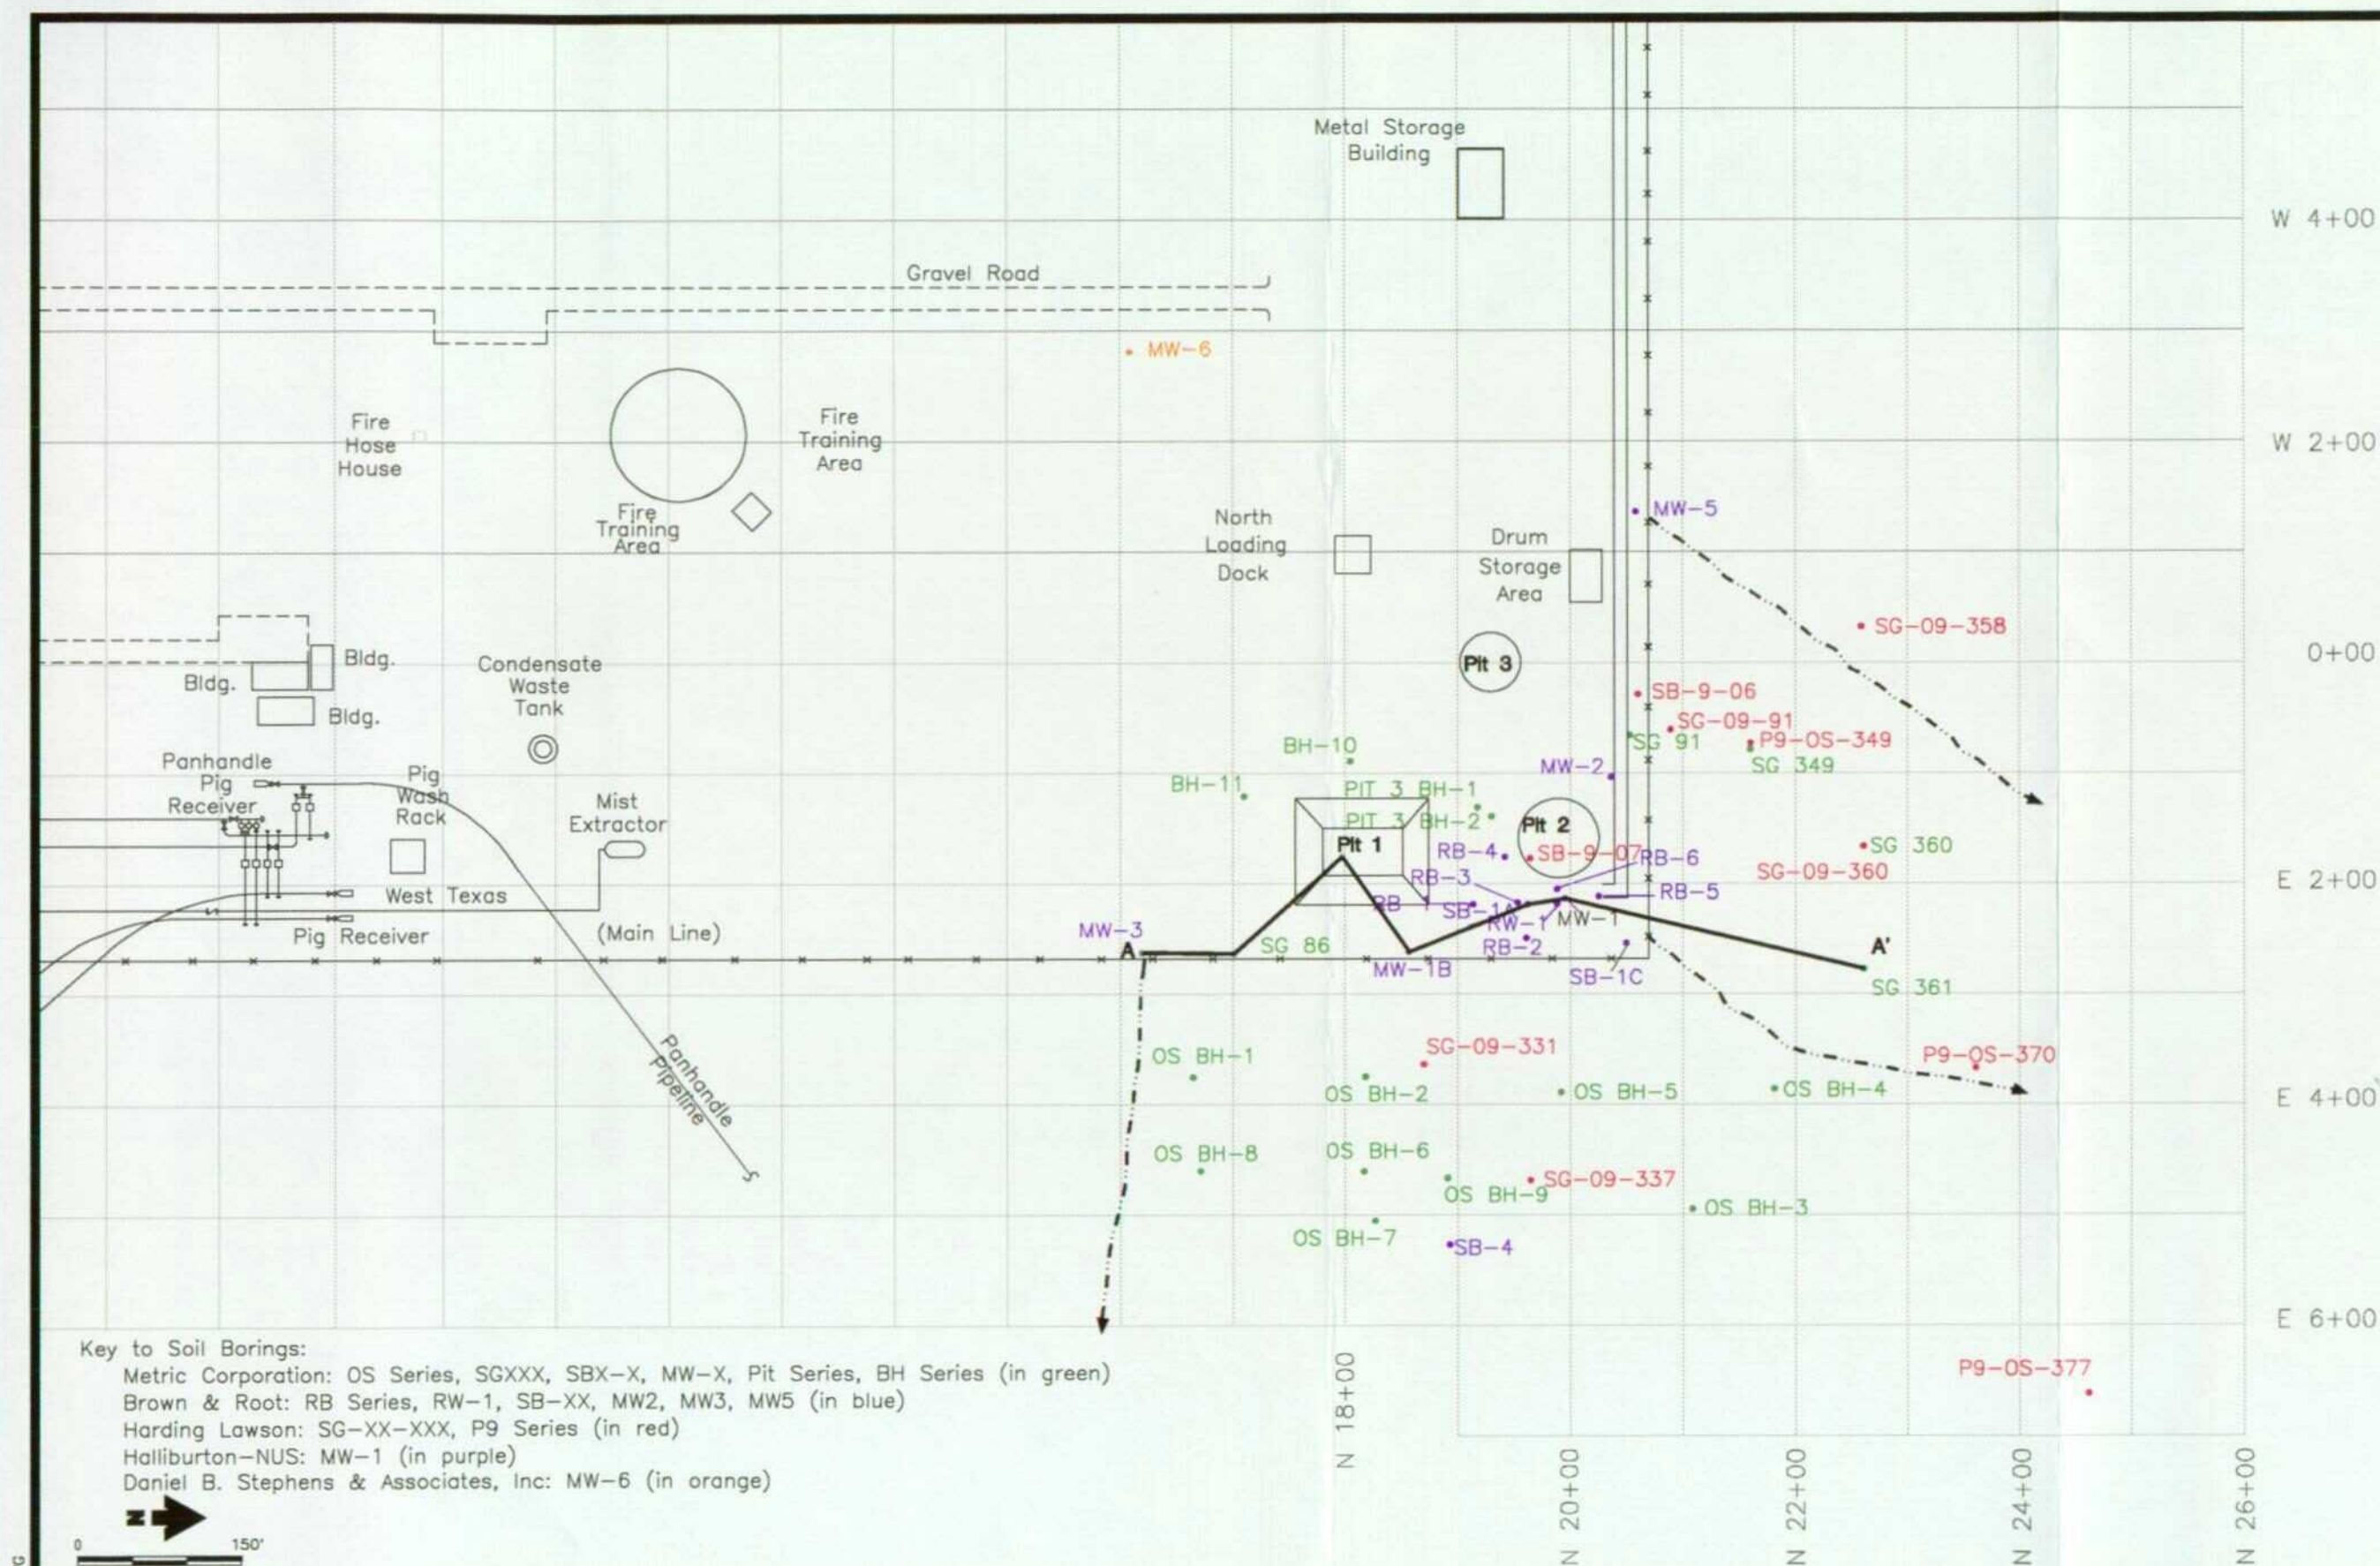 Metal Storage
Building
W 4+00
Gravel Road
MW-6
Fire
Hose
House
Fire
Training
Area
W 2+00
Fire
Training
Area
North
Loading
Dock
Drum
Storage
Area
MW-5
SG-09-358
0+00
Pit 3
Bldg.
Bldg.
Bldg.
Condensate
Waste
Tank
SB-9-06
SG-09-91
SG 91
P9-OS-349
SG 349
BH-10
BH-11
MW-2
PIT 3 BH-1
PIT 3 BH-2
Pit 2
Pit 1
Panhandle
Pig
Receiver
Pig
Wash
Rack
Mist
Extractor
RB-4
SB-9-07
RB-6
SG 360
SG-09-360
RB-3
RB-5
E 2+00
West Texas
RB-1
SB-1A
RW-1
MW-1
Pig Receiver
(Main Line)
MW-3
A
SG 86
RB-2
MW-1B
SB-1C
A'
SG 361
Panhandle
Pipeline
OS BH-1
SG-09-331
P9-OS-370
OS BH-2
OS BH-5
OS BH-4
E 4+00
OS BH-8
OS BH-6
OS BH-9
SG-09-337
OS BH-3
OS BH-7
SB-4
E 6+00
P9-OS-377
Key to Soil Borings:
Metric Corporation: OS Series, SGXXX, SBX-X, MW-X, Pit Series, BH Series (in green)
Brown & Root: RB Series, RW-1, SB-XX, MW2, MW3, MW5 (in blue)
Harding Lawson: SG-XX-XXX, P9 Series (in red)
Halliburton-NUS: MW-1 (in purple)
Daniel B. Stephens & Associates, Inc: MW-6 (in orange)
N 18+00
N 20+00
N 22+00
N 24+00
N 26+00
N
0 150'
G